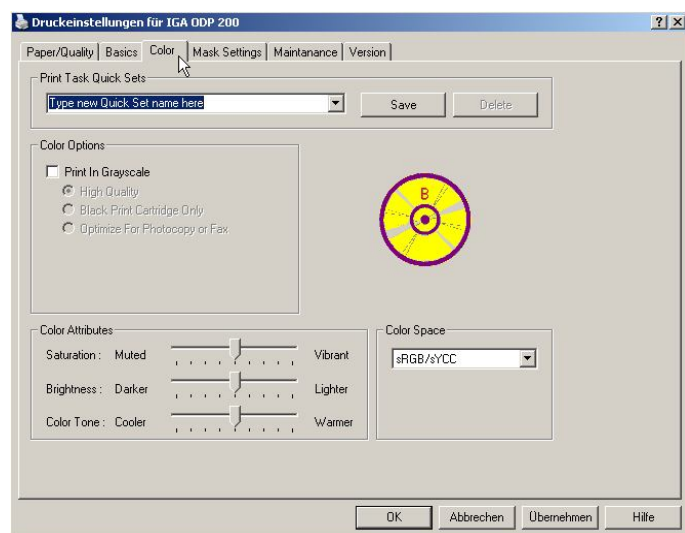 Druckeinstellungen für IGA ODP 200
Paper/Quality Basics Color Mask Settings Maintanance Version
Print Task Quick Sets
Type new Quick Set name here Save Delete
Color Options
Print In Grayscale
High Quality
Black Print Cartridge Only
Optimize For Photocopy or Fax
B
Color Attributes
Saturation : Muted Vibrant
Brightness : Darker Lighter
Color Tone : Cooler Warmer
Color Space
sRGB/sYCC
OK Abbrechen Übernehmen Hilfe